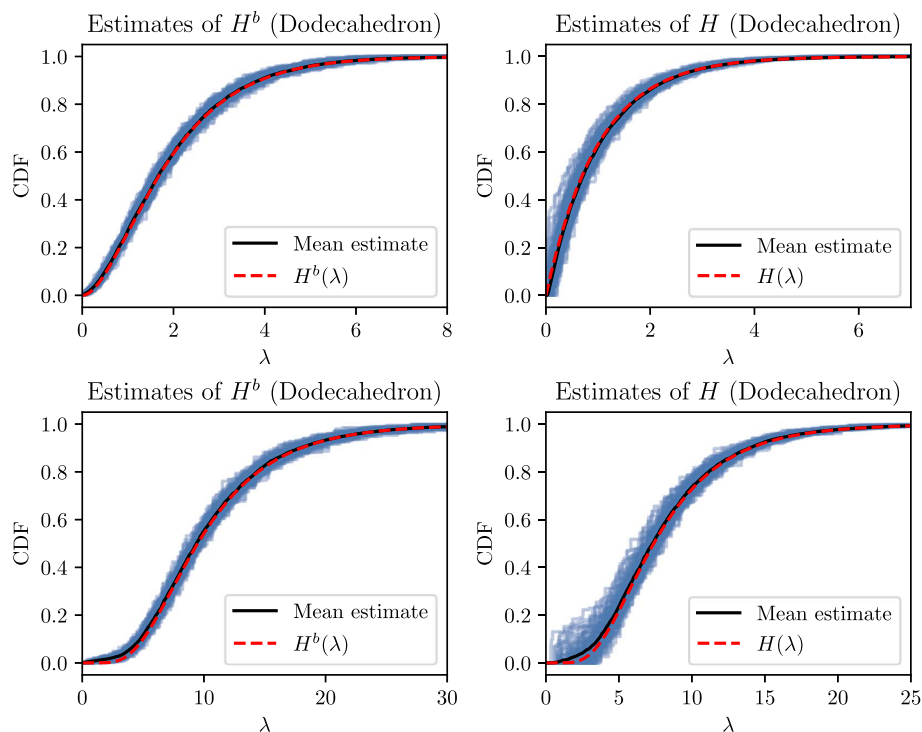 Estimates of H^b (Dodecahedron)
CDF
1.0
0.8
0.6
0.4
0.2
0.0
Mean estimate
H^b(λ)
0 2 4 6 8
λ
Estimates of H (Dodecahedron)
CDF
1.0
0.8
0.6
0.4
0.2
0.0
Mean estimate
H(λ)
0 2 4 6
λ
Estimates of H^b (Dodecahedron)
CDF
1.0
0.8
0.6
0.4
0.2
0.0
Mean estimate
H^b(λ)
0 10 20 30
λ
Estimates of H (Dodecahedron)
CDF
1.0
0.8
0.6
0.4
0.2
0.0
Mean estimate
H(λ)
0 5 10 15 20 25
λ